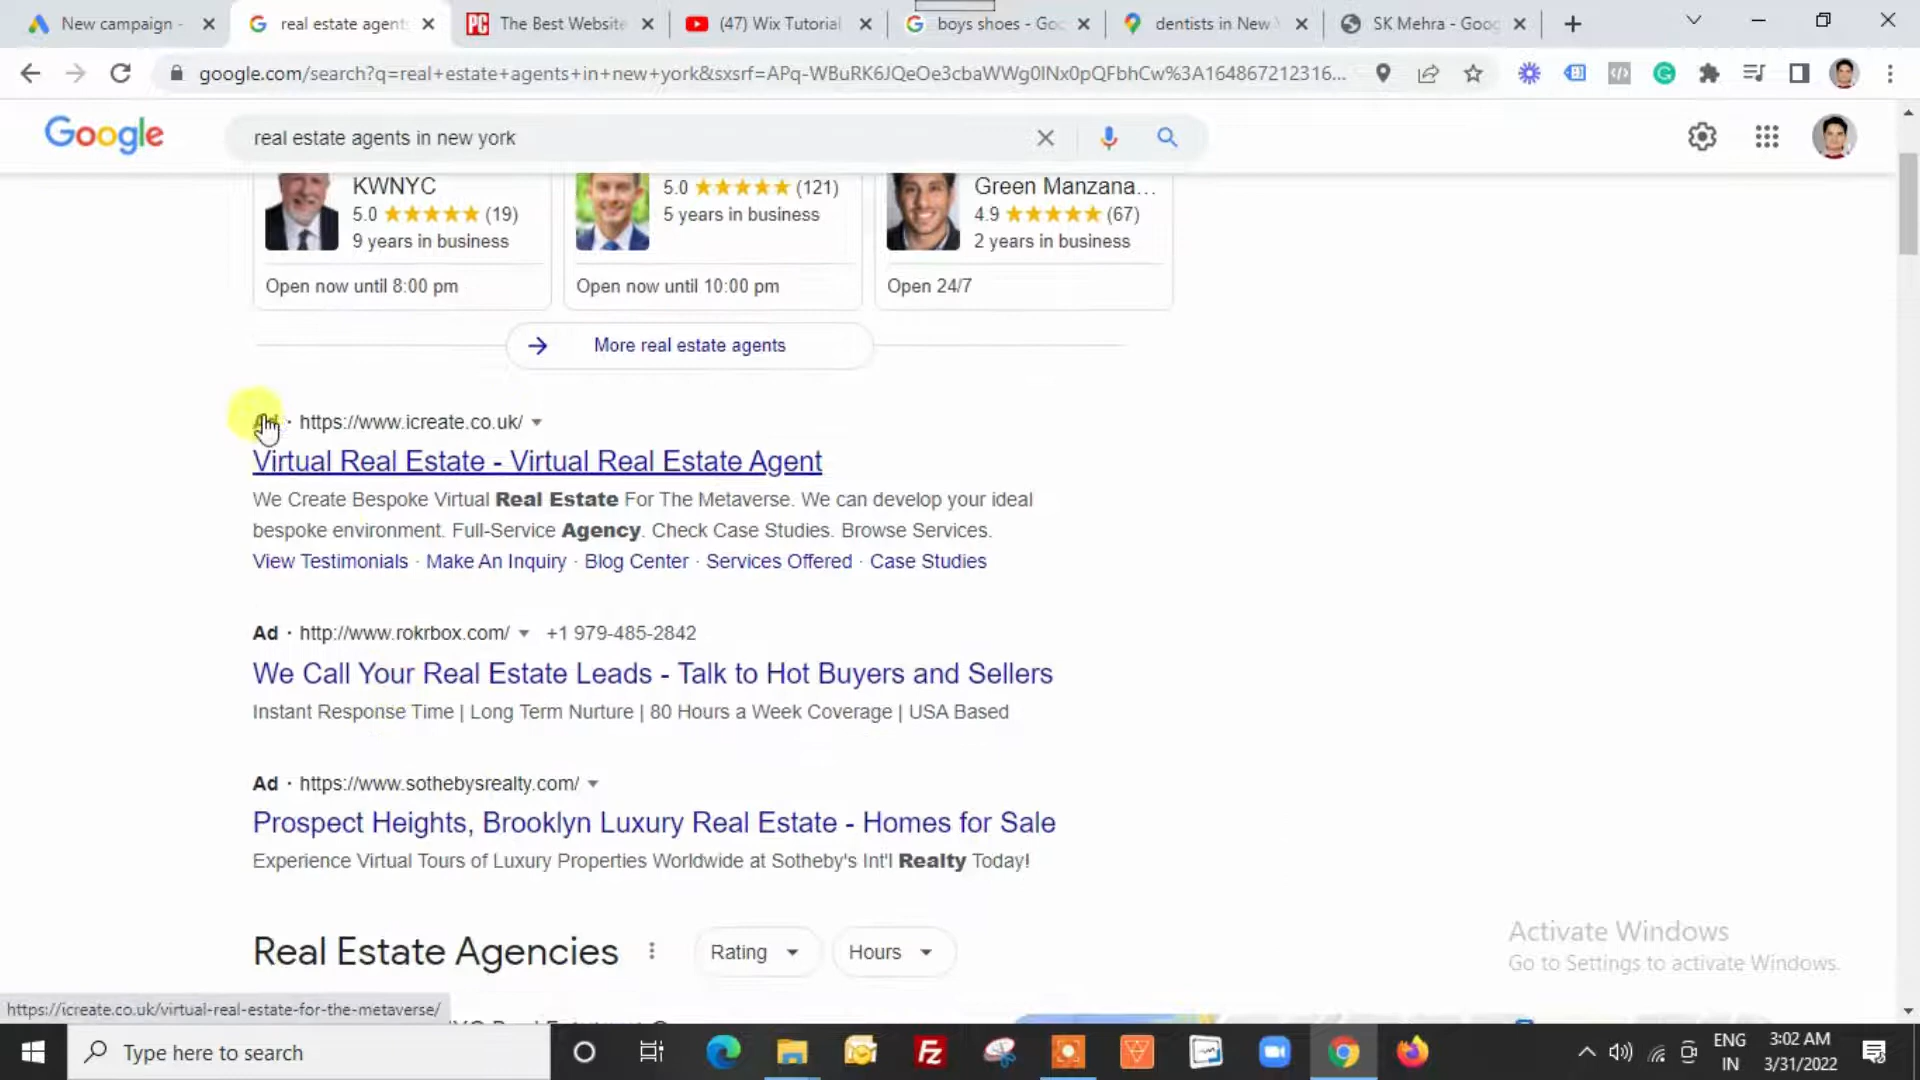 New campaign -
real estate agents
PC
The Best Website
(47) Wix Tutorial
boys shoes - Goo
dentists in New Y
SK Mehra - Goog
google.com/search?q=real+estate+agents+in+new+york&sxsrf=APq-WBuRK6JQeOe3cbaWWg0lNx0pQFbhCw%3A164867212316...
Google
real estate agents in new york
KWNYC
5.0 (19)
9 years in business
Open now until 8:00 pm
5.0 (121)
5 years in business
Open now until 10:00 pm
Green Manzana...
4.9 (67)
2 years in business
Open 24/7
More real estate agents
· https://www.icreate.co.uk/
Virtual Real Estate - Virtual Real Estate Agent
We Create Bespoke Virtual Real Estate For The Metaverse. We can develop your ideal
bespoke environment. Full-Service Agency. Check Case Studies. Browse Services.
View Testimonials · Make An Inquiry · Blog Center · Services Offered · Case Studies
Ad · http://www.rokrbox.com/ +1 979-485-2842
We Call Your Real Estate Leads - Talk to Hot Buyers and Sellers
Instant Response Time | Long Term Nurture | 80 Hours a Week Coverage | USA Based
Ad · https://www.sothebysrealty.com/
Prospect Heights, Brooklyn Luxury Real Estate - Homes for Sale
Experience Virtual Tours of Luxury Properties Worldwide at Sotheby's Int'l Realty Today!
Real Estate Agencies
Rating
Hours
Activate Windows
Go to Settings to activate Windows.
https://icreate.co.uk/virtual-real-estate-for-the-metaverse/
Type here to search
Fz
ENG
IN
3:02 AM
3/31/2022